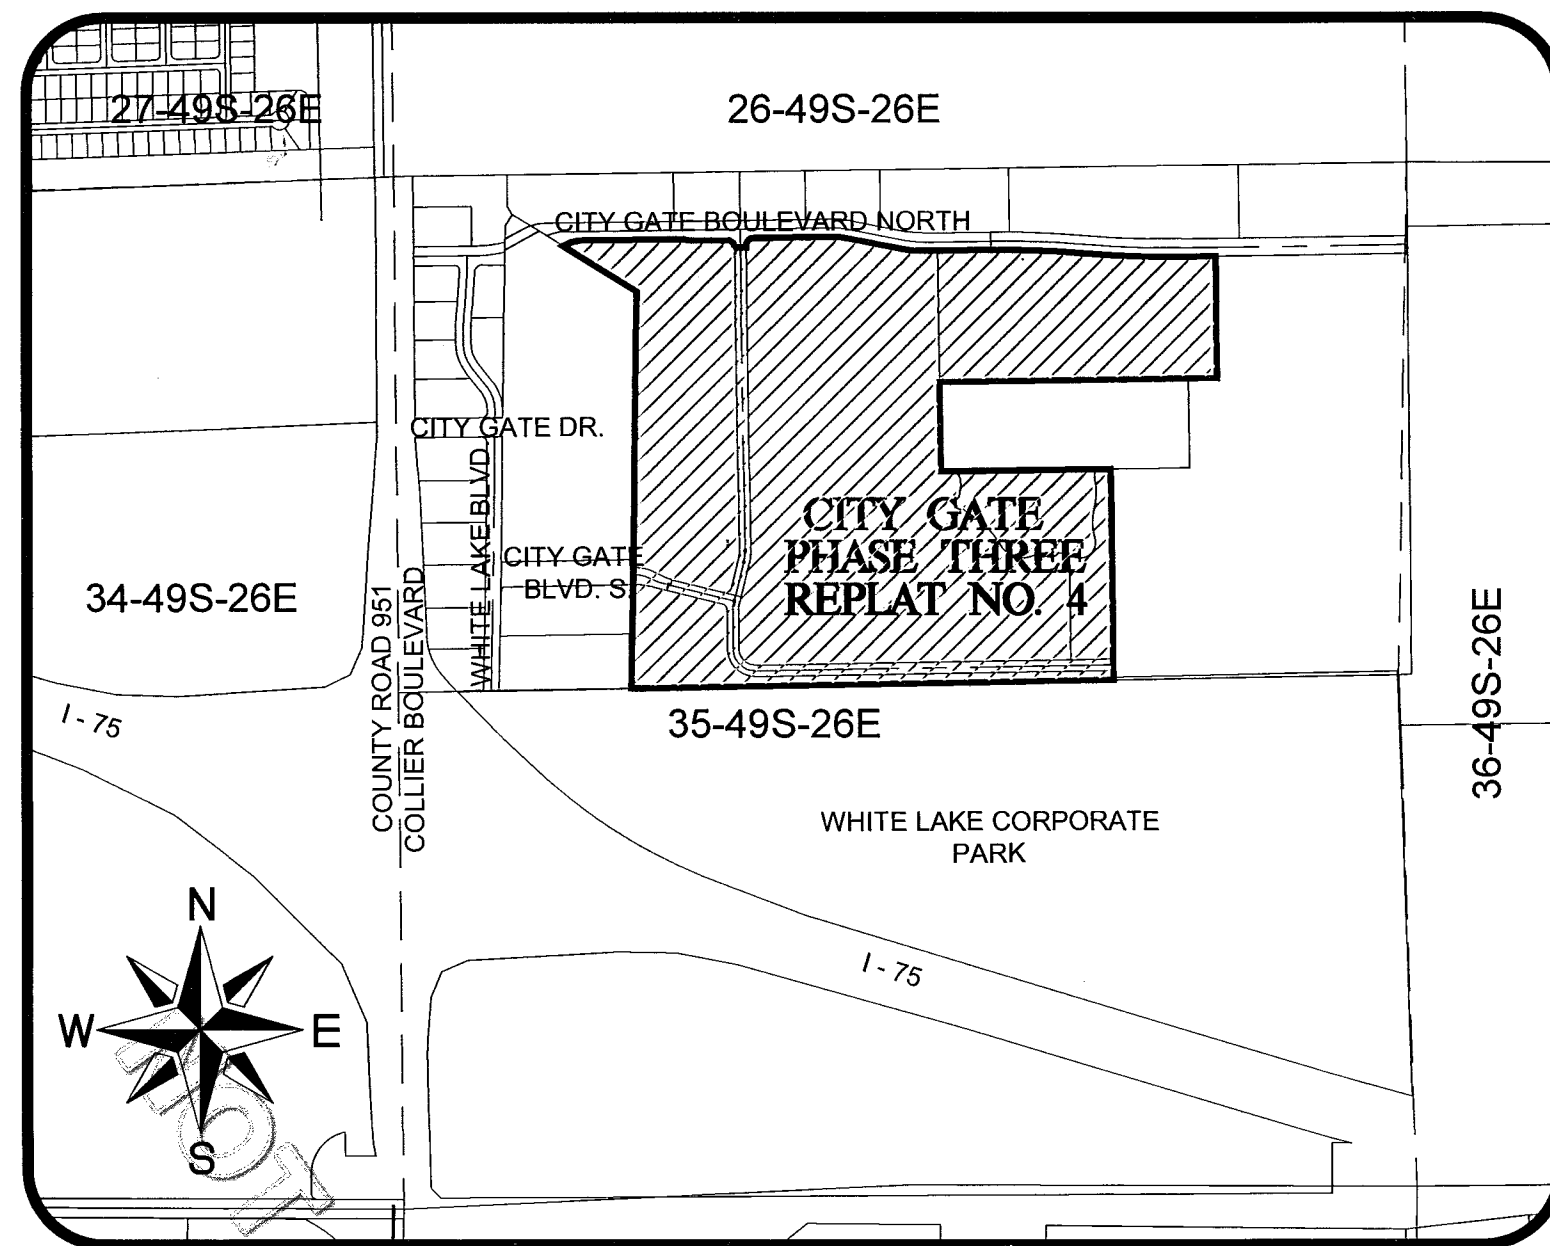 27-49S-26E
26-49S-26E
CITY GATE BOULEVARD NORTH
CITY GATE DR.
WHITE LAKE BLVD.
CITY GATE
BLVD. S.
CITY GATE
PHASE THREE
REPLAT NO. 4
34-49S-26E
COUNTY ROAD 951
COLLIER BOULEVARD
I - 75
35-49S-26E
36-49S-26E
WHITE LAKE CORPORATE
PARK
I - 75
N
W
E
S
NOT